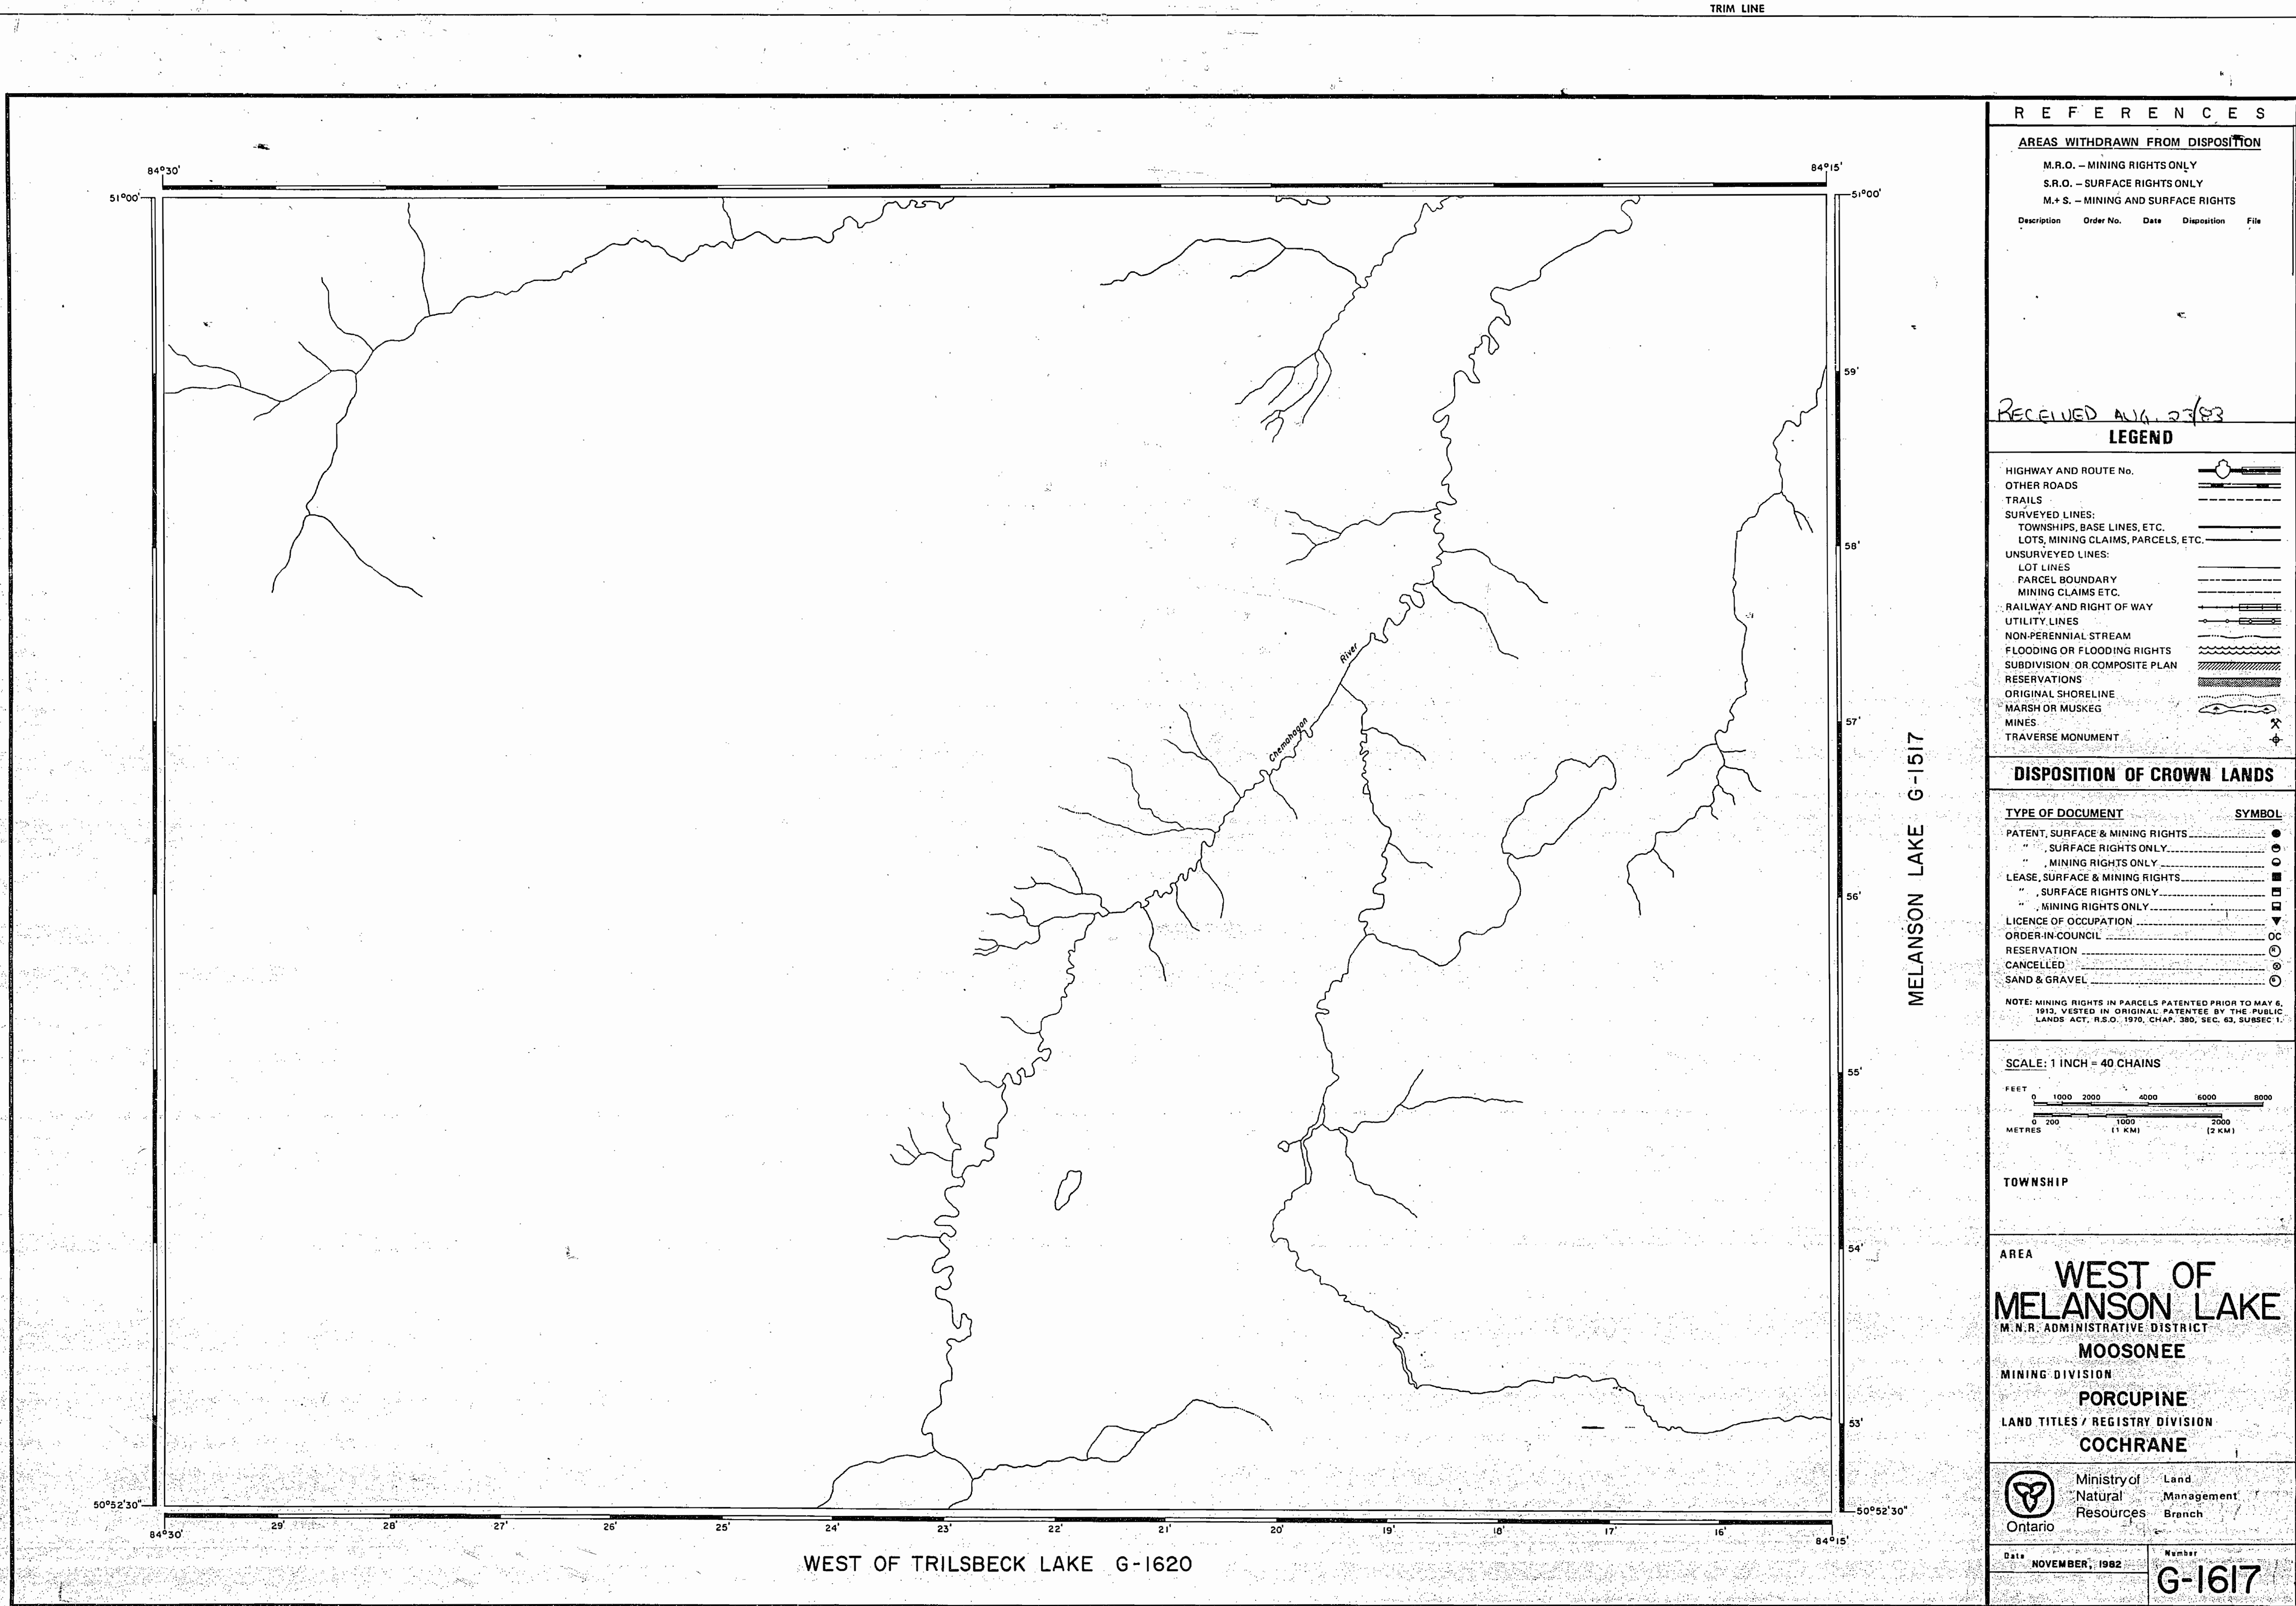 TRIM LINE
84°30'
84°15'
51°00'
51°00'
59'
58'
57'
56'
55'
54'
53'
50°52'30"
50°52'30"
84°30'
29'
28'
27'
26'
25'
24'
23'
22'
21'
20'
19'
18'
17'
16'
84°15'
River
Chemahagan
MELANSON LAKE G-1517
WEST OF TRILSBECK LAKE G-1620
REFERENCES
AREAS WITHDRAWN FROM DISPOSITION
M.R.O. – MINING RIGHTS ONLY
S.R.O. – SURFACE RIGHTS ONLY
M.+ S. – MINING AND SURFACE RIGHTS
Description Order No. Date Disposition File
RECEIVED AUG. 23/83
LEGEND
HIGHWAY AND ROUTE No.
OTHER ROADS
TRAILS
SURVEYED LINES:
TOWNSHIPS, BASE LINES, ETC.
LOTS, MINING CLAIMS, PARCELS, ETC.
UNSURVEYED LINES:
LOT LINES
PARCEL BOUNDARY
MINING CLAIMS ETC.
RAILWAY AND RIGHT OF WAY
UTILITY LINES
NON-PERENNIAL STREAM
FLOODING OR FLOODING RIGHTS
SUBDIVISION OR COMPOSITE PLAN
RESERVATIONS
ORIGINAL SHORELINE
MARSH OR MUSKEG
MINES
TRAVERSE MONUMENT
DISPOSITION OF CROWN LANDS
TYPE OF DOCUMENT SYMBOL
PATENT, SURFACE & MINING RIGHTS
" , SURFACE RIGHTS ONLY
" , MINING RIGHTS ONLY
LEASE, SURFACE & MINING RIGHTS
" , SURFACE RIGHTS ONLY
" , MINING RIGHTS ONLY
LICENCE OF OCCUPATION
ORDER-IN-COUNCIL OC
RESERVATION
CANCELLED
SAND & GRAVEL
NOTE: MINING RIGHTS IN PARCELS PATENTED PRIOR TO MAY 6,
1913, VESTED IN ORIGINAL PATENTEE BY THE PUBLIC
LANDS ACT, R.S.O. 1970, CHAP. 380, SEC. 63, SUBSEC 1.
SCALE: 1 INCH = 40 CHAINS
FEET
0 1000 2000 4000 6000 8000
0 200 1000 2000
METRES (1 KM) (2 KM)
TOWNSHIP
AREA
WEST OF
MELANSON LAKE
M.N.R. ADMINISTRATIVE DISTRICT
MOOSONEE
MINING DIVISION
PORCUPINE
LAND TITLES / REGISTRY DIVISION
COCHRANE
Ministry of Land
Natural Management
Resources Branch
Ontario
Date NOVEMBER, 1982
Number
G-1617